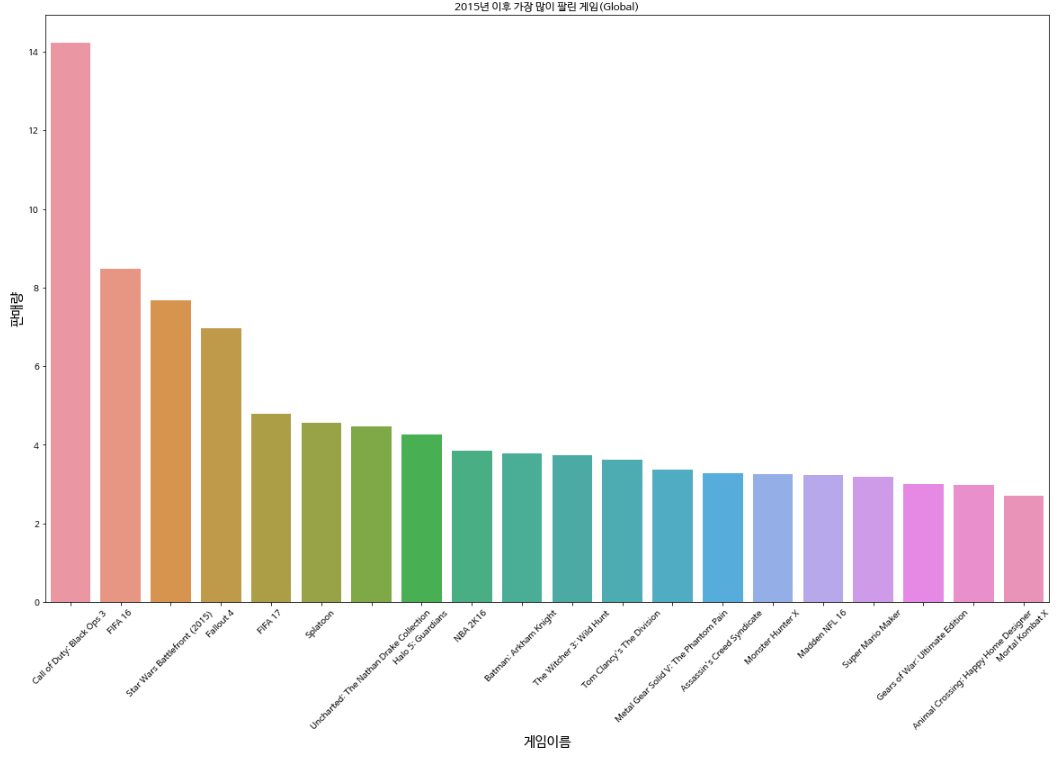 2015년 이후 가장 많이 팔린 게임(Global)
판매량
14
12
10
8
6
4
2
0
Call of Duty: Black Ops 3
FIFA 16
Star Wars Battlefront (2015)
Fallout 4
FIFA 17
Splatoon
Uncharted: The Nathan Drake Collection
Halo 5: Guardians
NBA 2K16
Batman: Arkham Knight
The Witcher 3: Wild Hunt
Tom Clancy's The Division
Metal Gear Solid V: The Phantom Pain
Assassin's Creed Syndicate
Monster Hunter X
Madden NFL 16
Super Mario Maker
Gears of War: Ultimate Edition
Animal Crossing: Happy Home Designer
Mortal Kombat X
게임이름